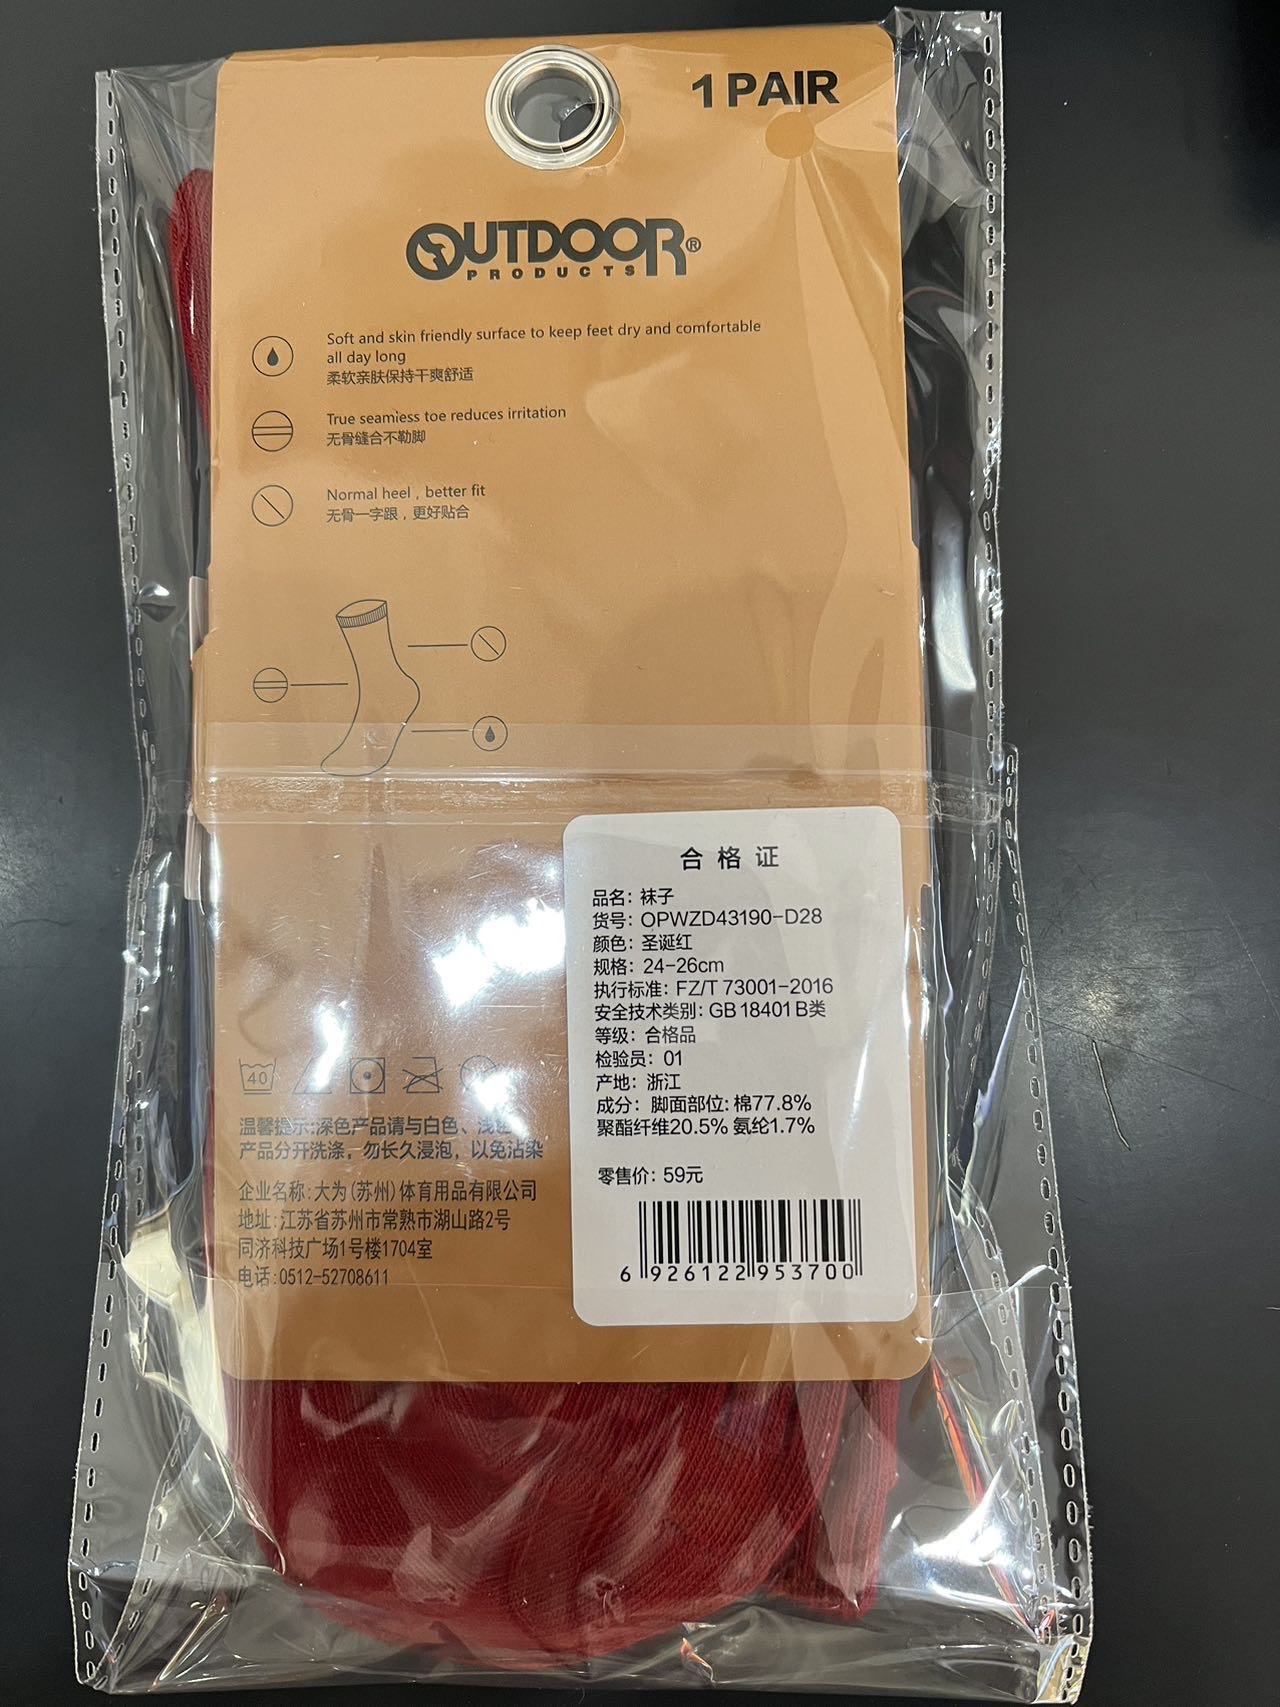 1 PAIR
OUTDOOR®
PRODUCTS
Soft and skin friendly surface to keep feet dry and comfortable
all day long
柔软亲肤保持干爽舒适
True seamless toe reduces irritation
无骨缝合不勒脚
Normal heel , better fit
无骨一字跟，更好贴合
合格证
品名：袜子
货号：OPWZD43190-D28
颜色：圣诞红
规格：24-26cm
执行标准：FZ/T 73001-2016
安全技术类别：GB 18401 B类
等级：合格品
检验员：01
产地：浙江
成分：脚面部位：棉77.8%
聚酯纤维20.5% 氨纶1.7%
零售价：59元
6 926122 953700
40
温馨提示:深色产品请与白色、浅色
产品分开洗涤，勿长久浸泡，以免沾染
企业名称:大为(苏州)体育用品有限公司
地址:江苏省苏州市常熟市湖山路2号
同济科技广场1号楼1704室
电话:0512-52708611